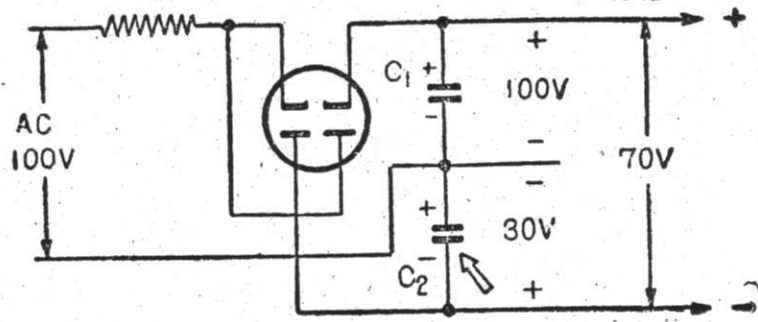 +
C₁ + + 100V
-
AC
100V
-
-
70V
+ 30V
C₂ - +